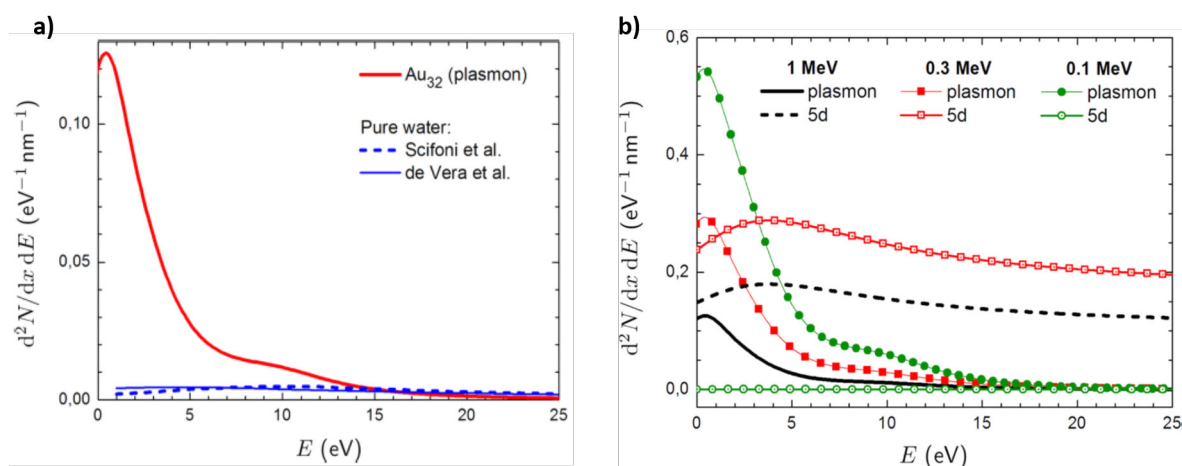 a)
0,10
0,05
0,00
0
5
10
15
20
25
d²N/dx dE (eV⁻¹ nm⁻¹)
E (eV)
Au₃₂ (plasmon)
Pure water:
Scifoni et al.
de Vera et al.
b)
0,6
0,4
0,2
0,0
0
5
10
15
20
25
d²N/dx dE (eV⁻¹ nm⁻¹)
E (eV)
1 MeV 0.3 MeV 0.1 MeV
plasmon plasmon plasmon
5d 5d 5d